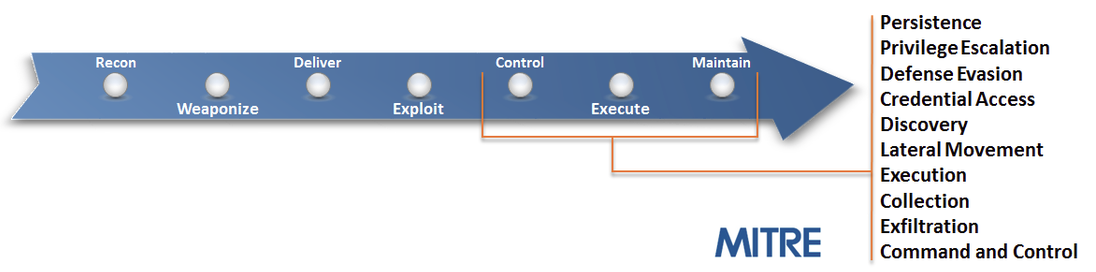 Recon
Weaponize
Deliver
Exploit
Control
Execute
Maintain
Persistence
Privilege Escalation
Defense Evasion
Credential Access
Discovery
Lateral Movement
Execution
Collection
Exfiltration
Command and Control
MITRE